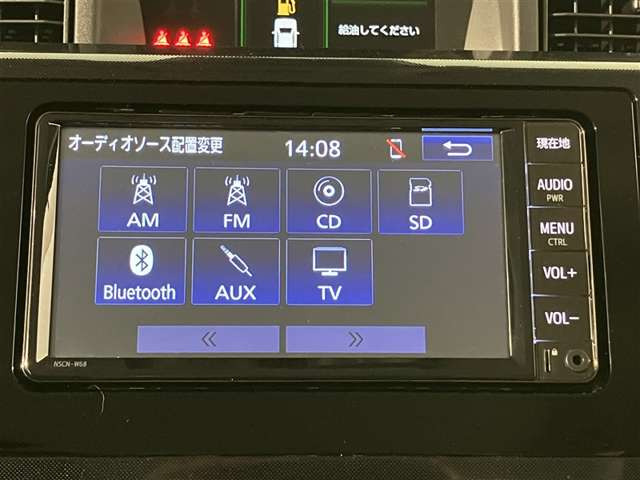 給油してください
オーディオソース配置変更
14:08
現在地
AM
FM
CD
SD
AUDIO
PWR
MENU
CTRL
Bluetooth
AUX
TV
VOL+
VOL−
NSCN-W68